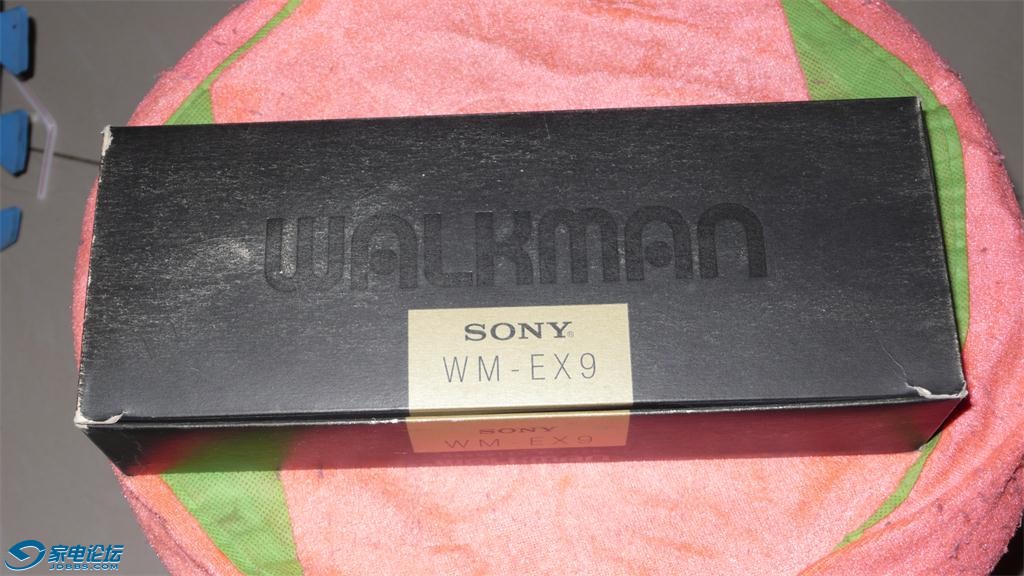 WALKMAN
SONY®
WM-EX9
SONY
WM EX9
家电论坛
JDBBS.COM